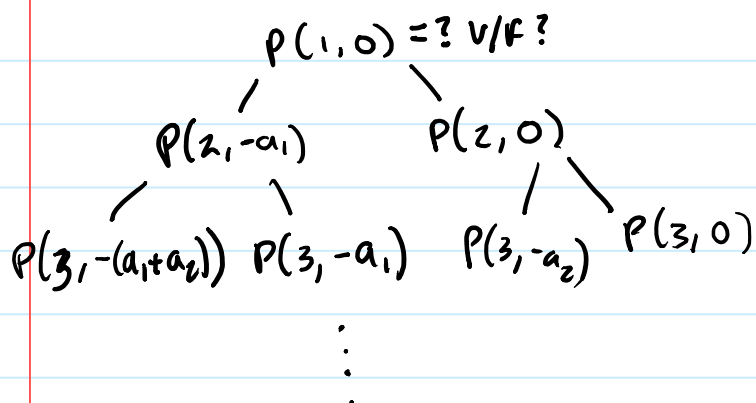 P(1,0) =? V/F?
P(2,-a₁) P(2,0)
P(3,-(a₁+a₂)) P(3,-a₁) P(3,-a₂) P(3,0)
⋮